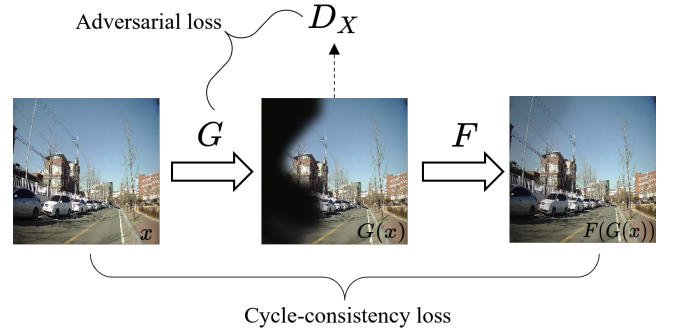 Adversarial loss
D_X
G
F
x
G(x)
F(G(x))
Cycle-consistency loss